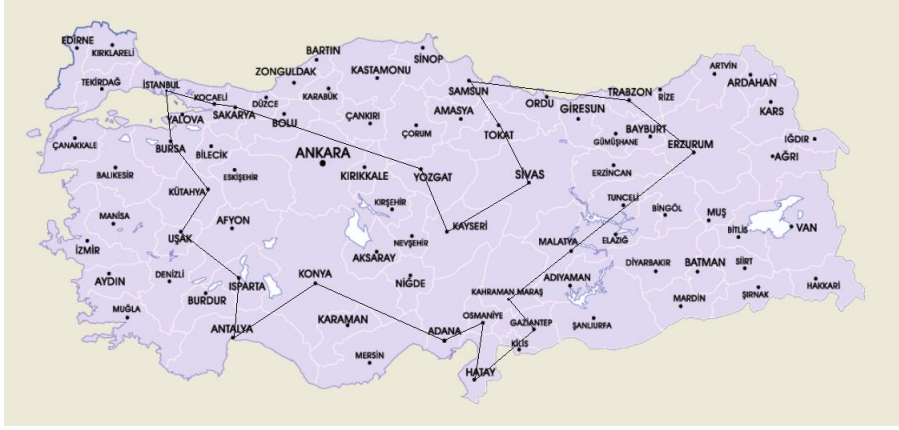 EDİRNE
KIRKLARELİ
TEKİRDAĞ
İSTANBUL
KOCAELİ
YALOVA
SAKARYA
DÜZCE
BOLU
ZONGULDAK
BARTIN
KARABÜK
KASTAMONU
SİNOP
ÇANKIRI
ÇORUM
SAMSUN
AMASYA
TOKAT
ORDU
GİRESUN
TRABZON
RİZE
ARTVİN
ARDAHAN
KARS
GÜMÜŞHANE
BAYBURT
ERZURUM
IĞDIR
AĞRI
ÇANAKKALE
BURSA
BİLECİK
BALIKESİR
ESKİŞEHİR
KÜTAHYA
ANKARA
KIRIKKALE
YOZGAT
SİVAS
ERZİNCAN
TUNCELİ
BİNGÖL
MUŞ
BİTLİS
VAN
MANİSA
İZMİR
UŞAK
AFYON
KIRŞEHİR
NEVŞEHİR
KAYSERİ
AKSARAY
MALATYA
ELAZIĞ
AYDIN
DENİZLİ
BURDUR
ISPARTA
KONYA
NİĞDE
KAHRAMAN MARAŞ
ADIYAMAN
DİYARBAKIR
BATMAN
SİİRT
ŞIRNAK
HAKKARİ
MARDİN
MUĞLA
ANTALYA
KARAMAN
MERSİN
ADANA
OSMANİYE
GAZİANTEP
ŞANLIURFA
KİLİS
HATAY